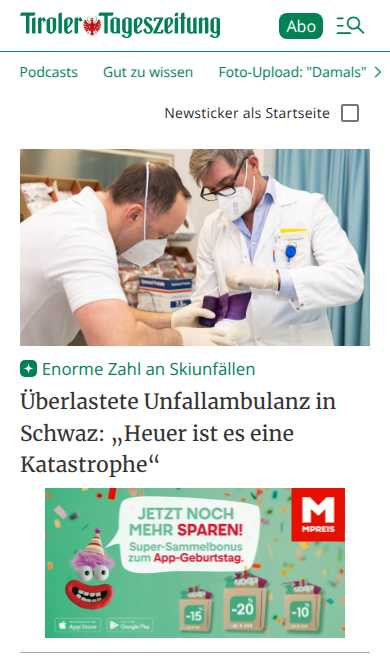 Tiroler Tageszeitung
Abo
Podcasts Gut zu wissen Foto-Upload: "Damals"
Newsticker als Startseite
Enorme Zahl an Skiunfällen
Überlastete Unfallambulanz in
Schwaz: „Heuer ist es eine
Katastrophe“
JETZT NOCH
MEHR SPAREN!
Super-Sammelbonus
zum App-Geburtstag.
M
MPREIS
-15%
-20%
-10%
App Store
Google Play